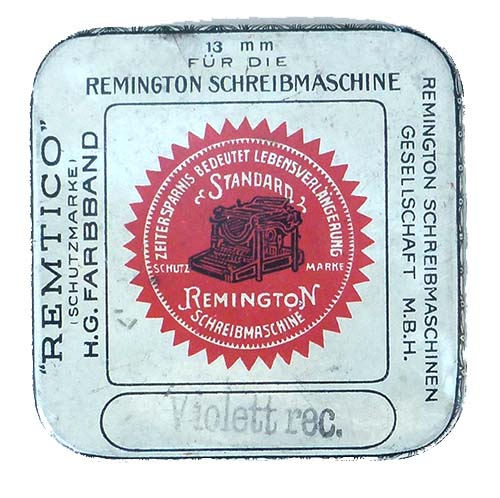 13 mm
FÜR DIE
REMINGTON SCHREIBMASCHINE
"REMTICO"
(SCHUTZMARKE)
H.G. FARBBAND
ZEITERSPARNIS BEDEUTET LEBENSVERLÄNGERUNG
STANDARD
SCHUTZ MARKE
REMINGTON
SCHREIBMASCHINE
REMINGTON SCHREIBMASCHINEN
GESELLSCHAFT M.B.H.
Violett rec.